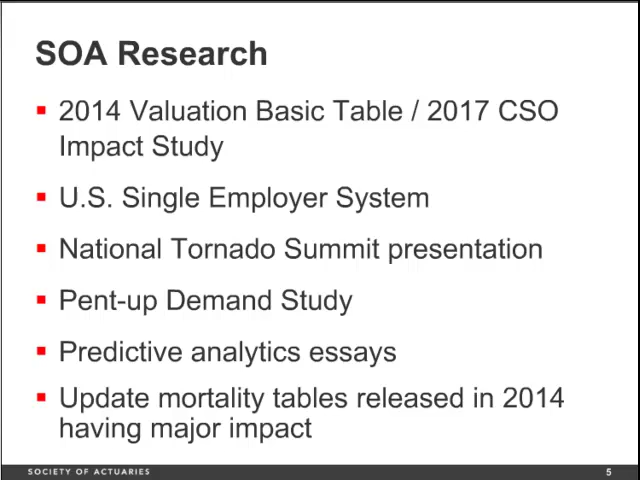 SOA Research
2014 Valuation Basic Table / 2017 CSO
Impact Study
U.S. Single Employer System
National Tornado Summit presentation
Pent-up Demand Study
Predictive analytics essays
Update mortality tables released in 2014
having major impact
SOCIETY OF ACTUARIES
5